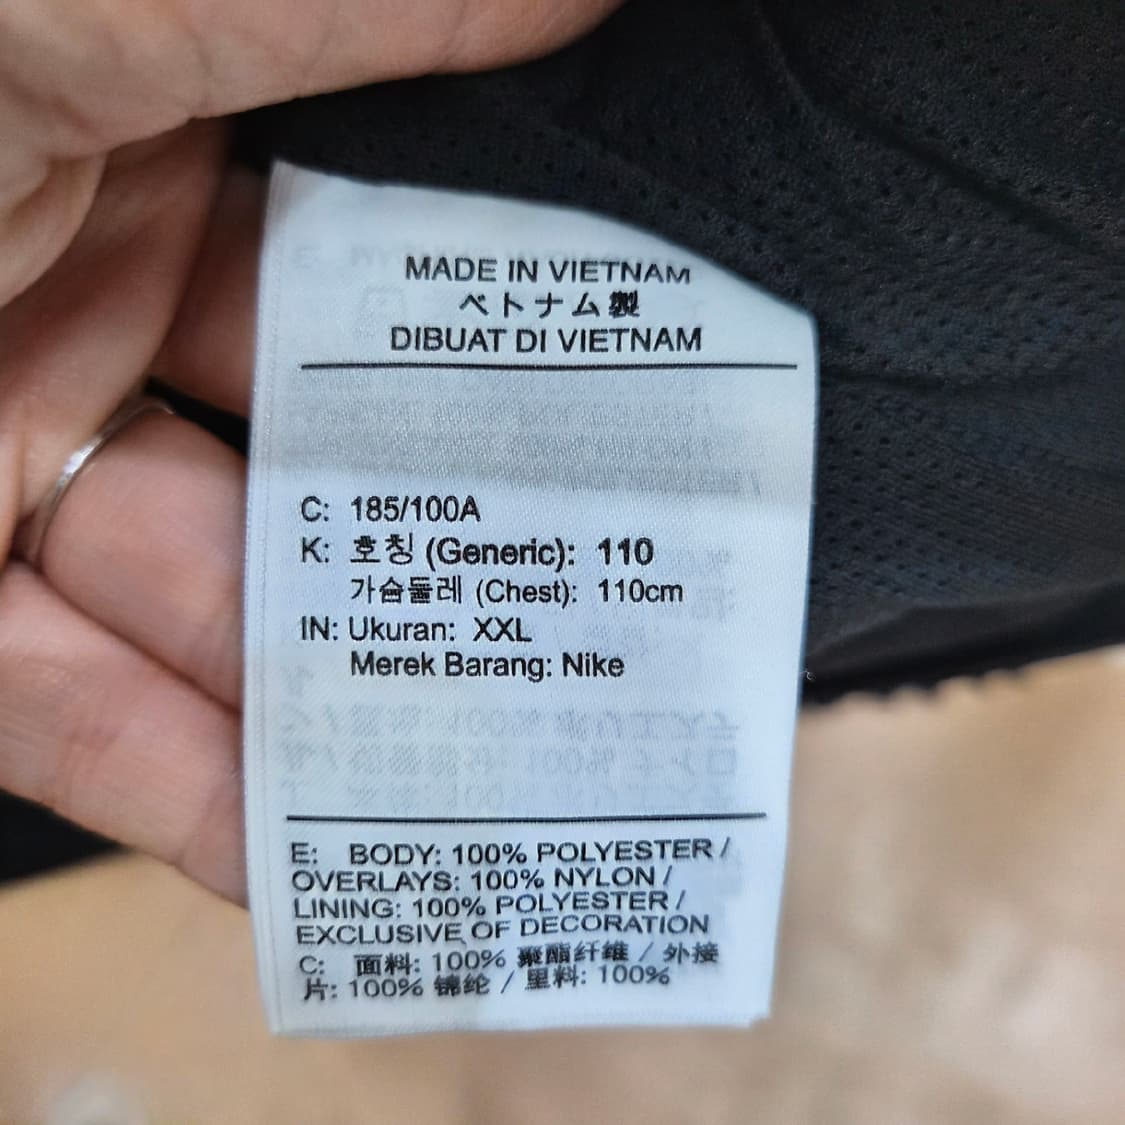 MADE IN VIETNAM
ベトナム製
DIBUAT DI VIETNAM
C: 185/100A
K: 호칭 (Generic): 110
가슴둘레 (Chest): 110cm
IN: Ukuran: XXL
Merek Barang: Nike
E: BODY: 100% POLYESTER /
OVERLAYS: 100% NYLON /
LINING: 100% POLYESTER /
EXCLUSIVE OF DECORATION
C: 面料: 100% 聚酯纤维 / 外接
片: 100% 锦纶 / 里料: 100%